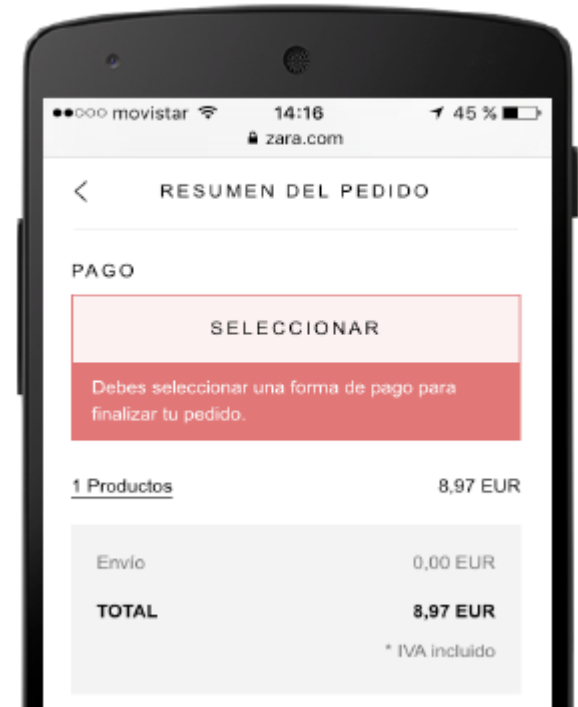 movistar 14:16 45 %
zara.com
RESUMEN DEL PEDIDO
PAGO
SELECCIONAR
Debes seleccionar una forma de pago para
finalizar tu pedido.
1 Productos 8,97 EUR
Envío 0,00 EUR
TOTAL 8,97 EUR
* IVA incluido